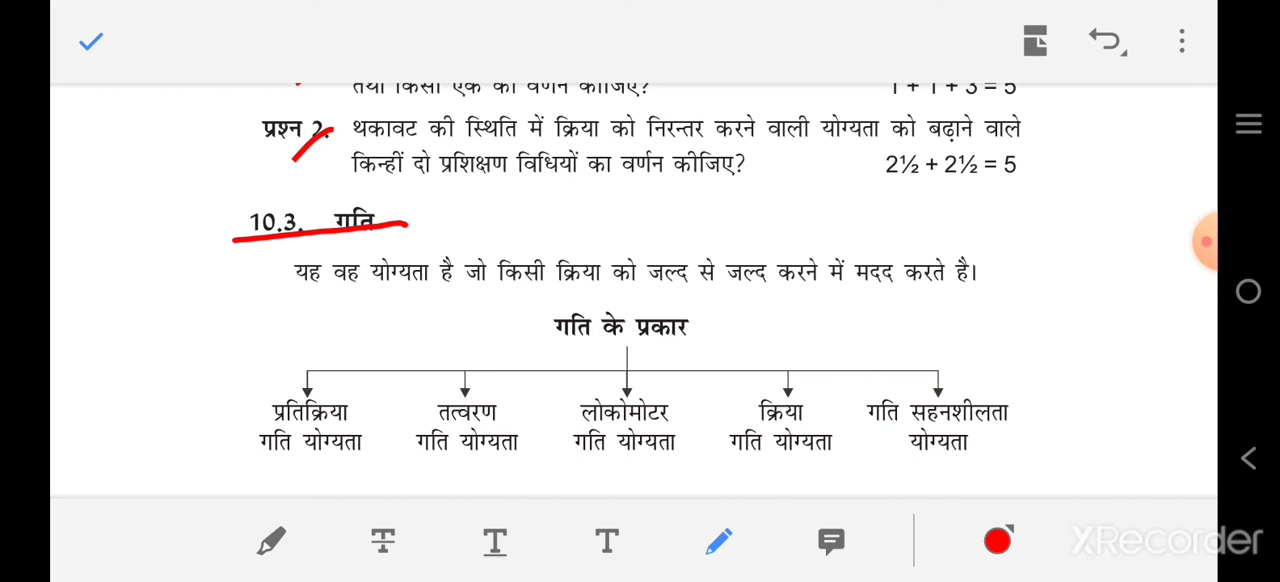 तथा किसी एक का वर्णन कीजिए? 1 + 1 + 3 = 5
प्रश्न 2. थकावट की स्थिति में क्रिया को निरन्तर करने वाली योग्यता को बढ़ाने वाले
किन्हीं दो प्रशिक्षण विधियों का वर्णन कीजिए? 2½ + 2½ = 5
10.3. गति
यह वह योग्यता है जो किसी क्रिया को जल्द से जल्द करने में मदद करते है।
गति के प्रकार
प्रतिक्रिया तत्वरण लोकोमोटर क्रिया गति सहनशीलता
गति योग्यता गति योग्यता गति योग्यता गति योग्यता योग्यता
T T T
XRecorder